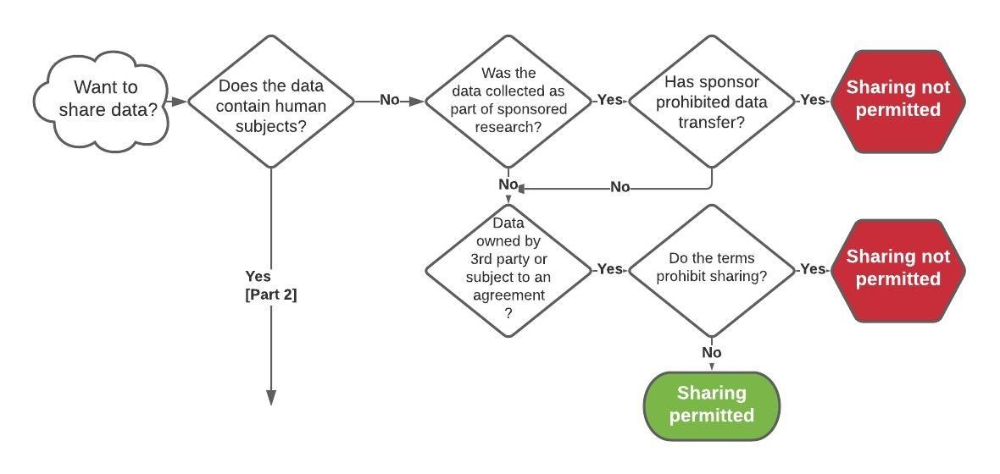 Want to
share data?
Does the data
contain human
subjects?
No
Was the
data collected as
part of sponsored
research?
Yes
Has sponsor
prohibited data
transfer?
Yes
Sharing not
permitted
No
No
Yes
[Part 2]
Data
owned by
3rd party or
subject to an
agreement
?
Yes
Do the terms
prohibit sharing?
Yes
Sharing not
permitted
No
Sharing
permitted